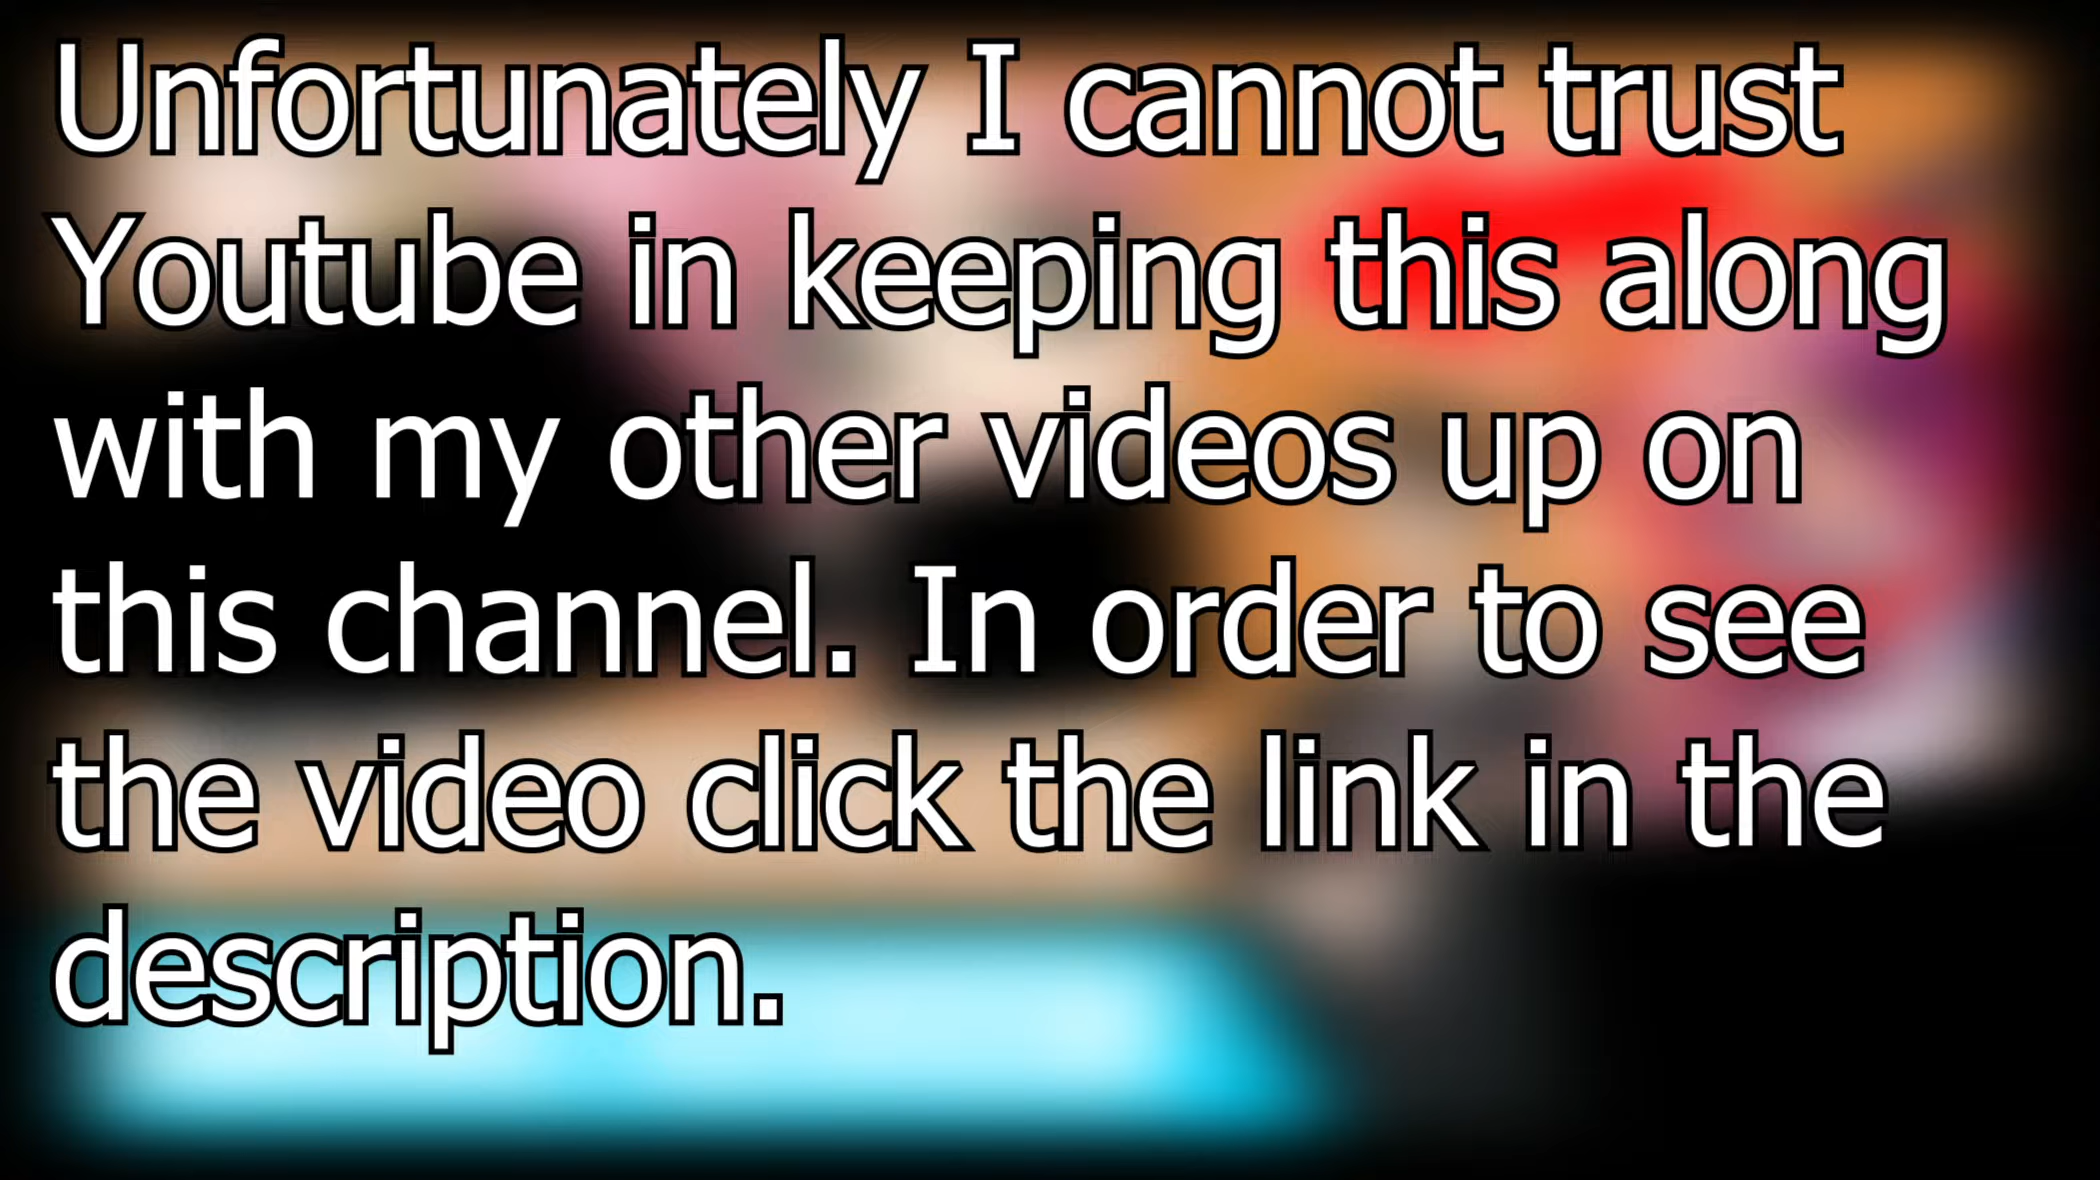 Unfortunately I cannot trust
Youtube in keeping this along
with my other videos up on
this channel. In order to see
the video click the link in the
description.